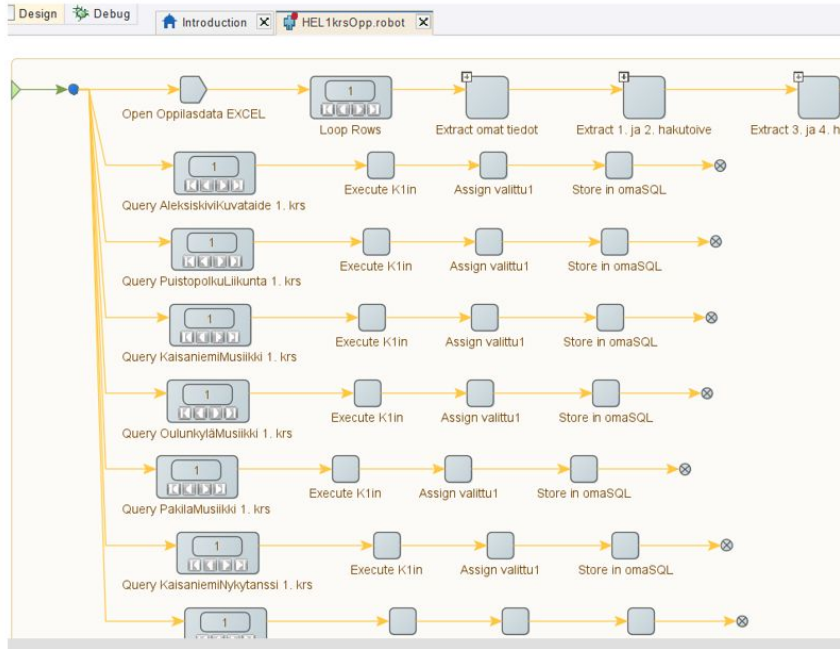 Design Debug Introduction HEL1krsOpp.robot
1
Open Oppilasdata EXCEL Loop Rows Extract omat tiedot Extract 1. ja 2. hakutoive Extract 3. ja 4. h
1
Query AleksiskiviKuvataide 1. krs Execute K1in Assign valittu1 Store in omaSQL
1
Query PuistopolkuLiikunta 1. krs Execute K1in Assign valittu1 Store in omaSQL
1
Query KaisaniemiMusiikki 1. krs Execute K1in Assign valittu1 Store in omaSQL
1
Query OulunkyläMusiikki 1. krs Execute K1in Assign valittu1 Store in omaSQL
1
Query PakilaMusiikki 1. krs Execute K1in Assign valittu1 Store in omaSQL
1
Query KaisaniemiNykytanssi 1. krs Execute K1in Assign valittu1 Store in omaSQL
1